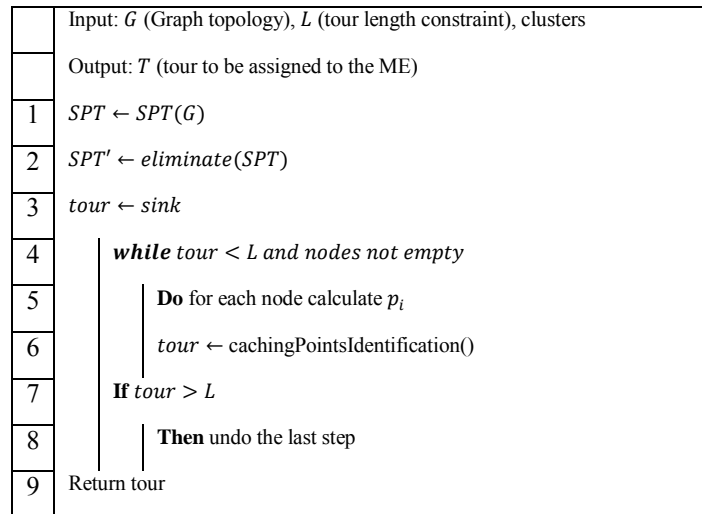 Input: G (Graph topology), L (tour length constraint), clusters
Output: T (tour to be assigned to the ME)
1 SPT ← SPT(G)
2 SPT′ ← eliminate(SPT)
3 tour ← sink
4 while tour < L and nodes not empty
5 Do for each node calculate pᵢ
6 tour ← cachingPointsIdentification()
7 If tour > L
8 Then undo the last step
9 Return tour